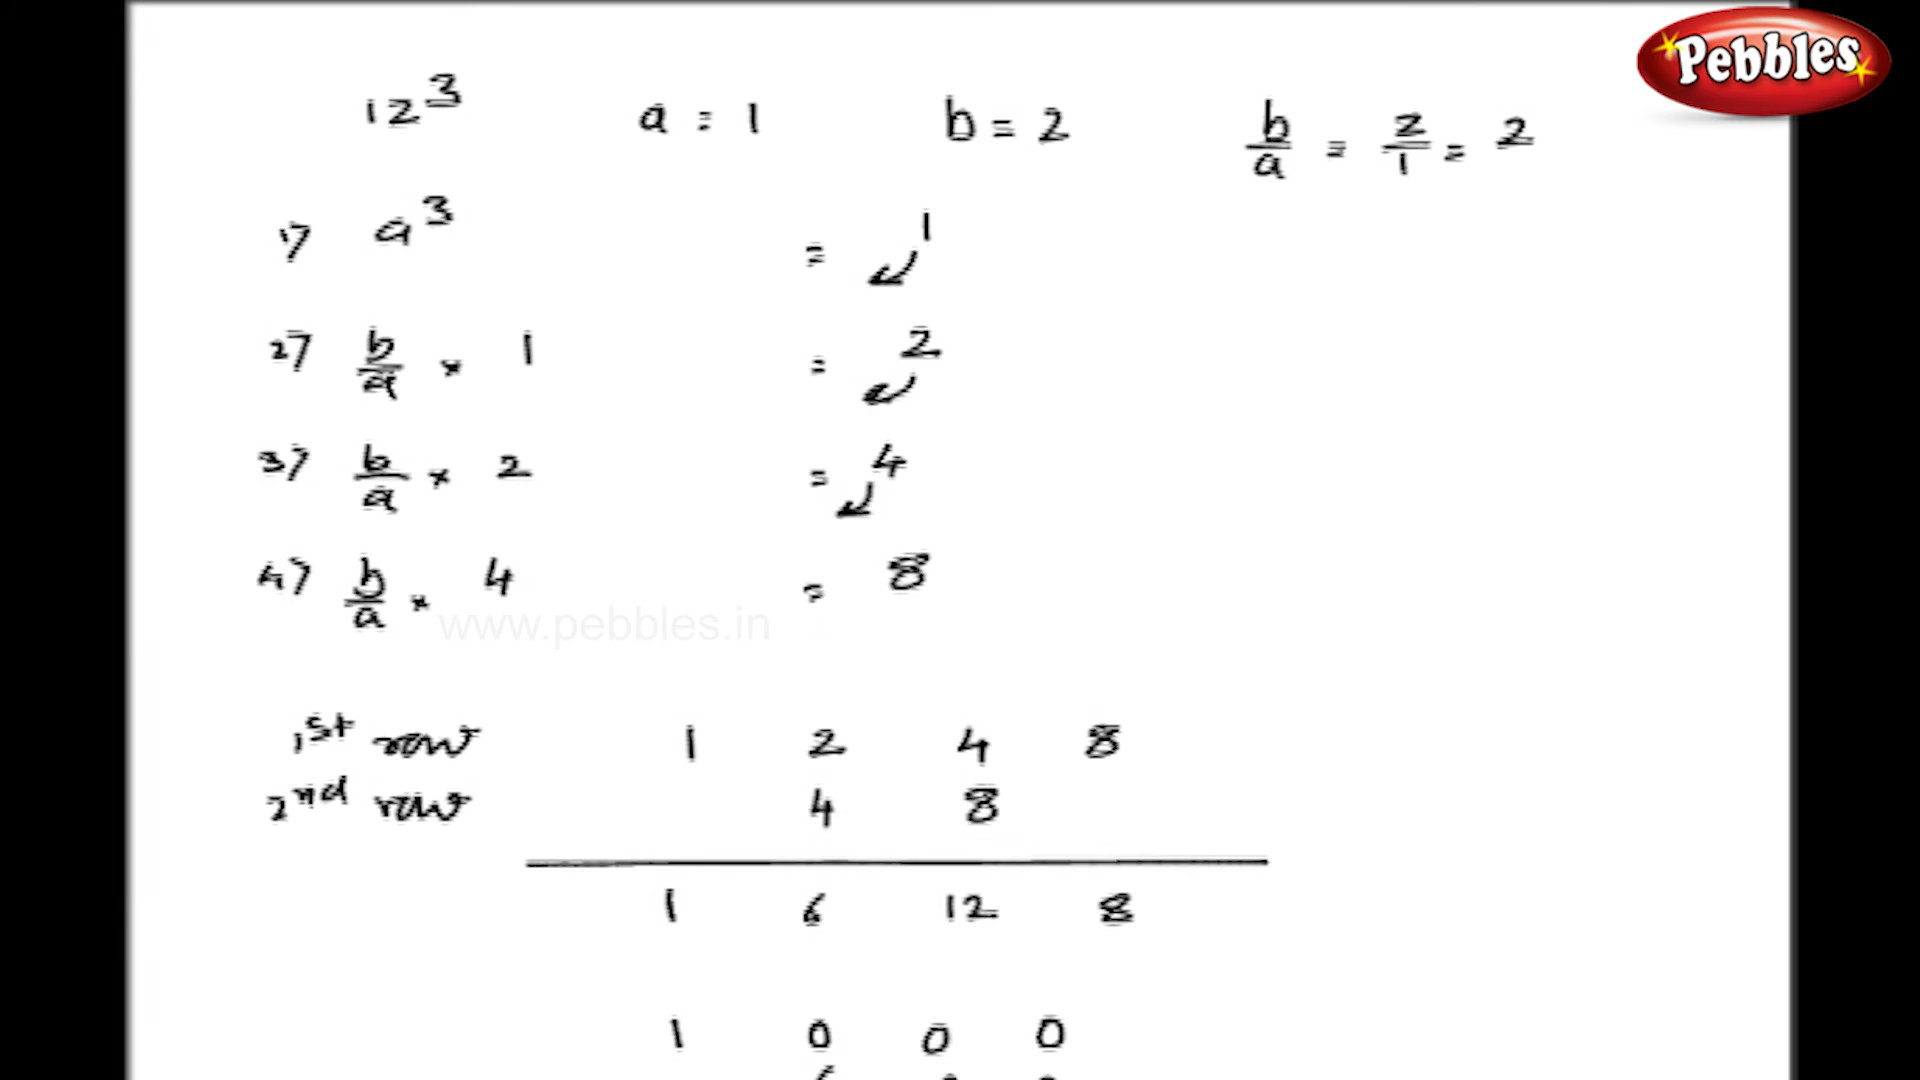 Pebbles
12³ a = 1 b = 2 b/a = 2/1 = 2
1) a³ = 1
2) b/a × 1 = 2
3) b/a × 2 = 4
4) b/a × 4 = 8
www.pebbles.in
1st row 1 2 4 8
2nd row 4 8
1 6 12 8
1 0 0 0